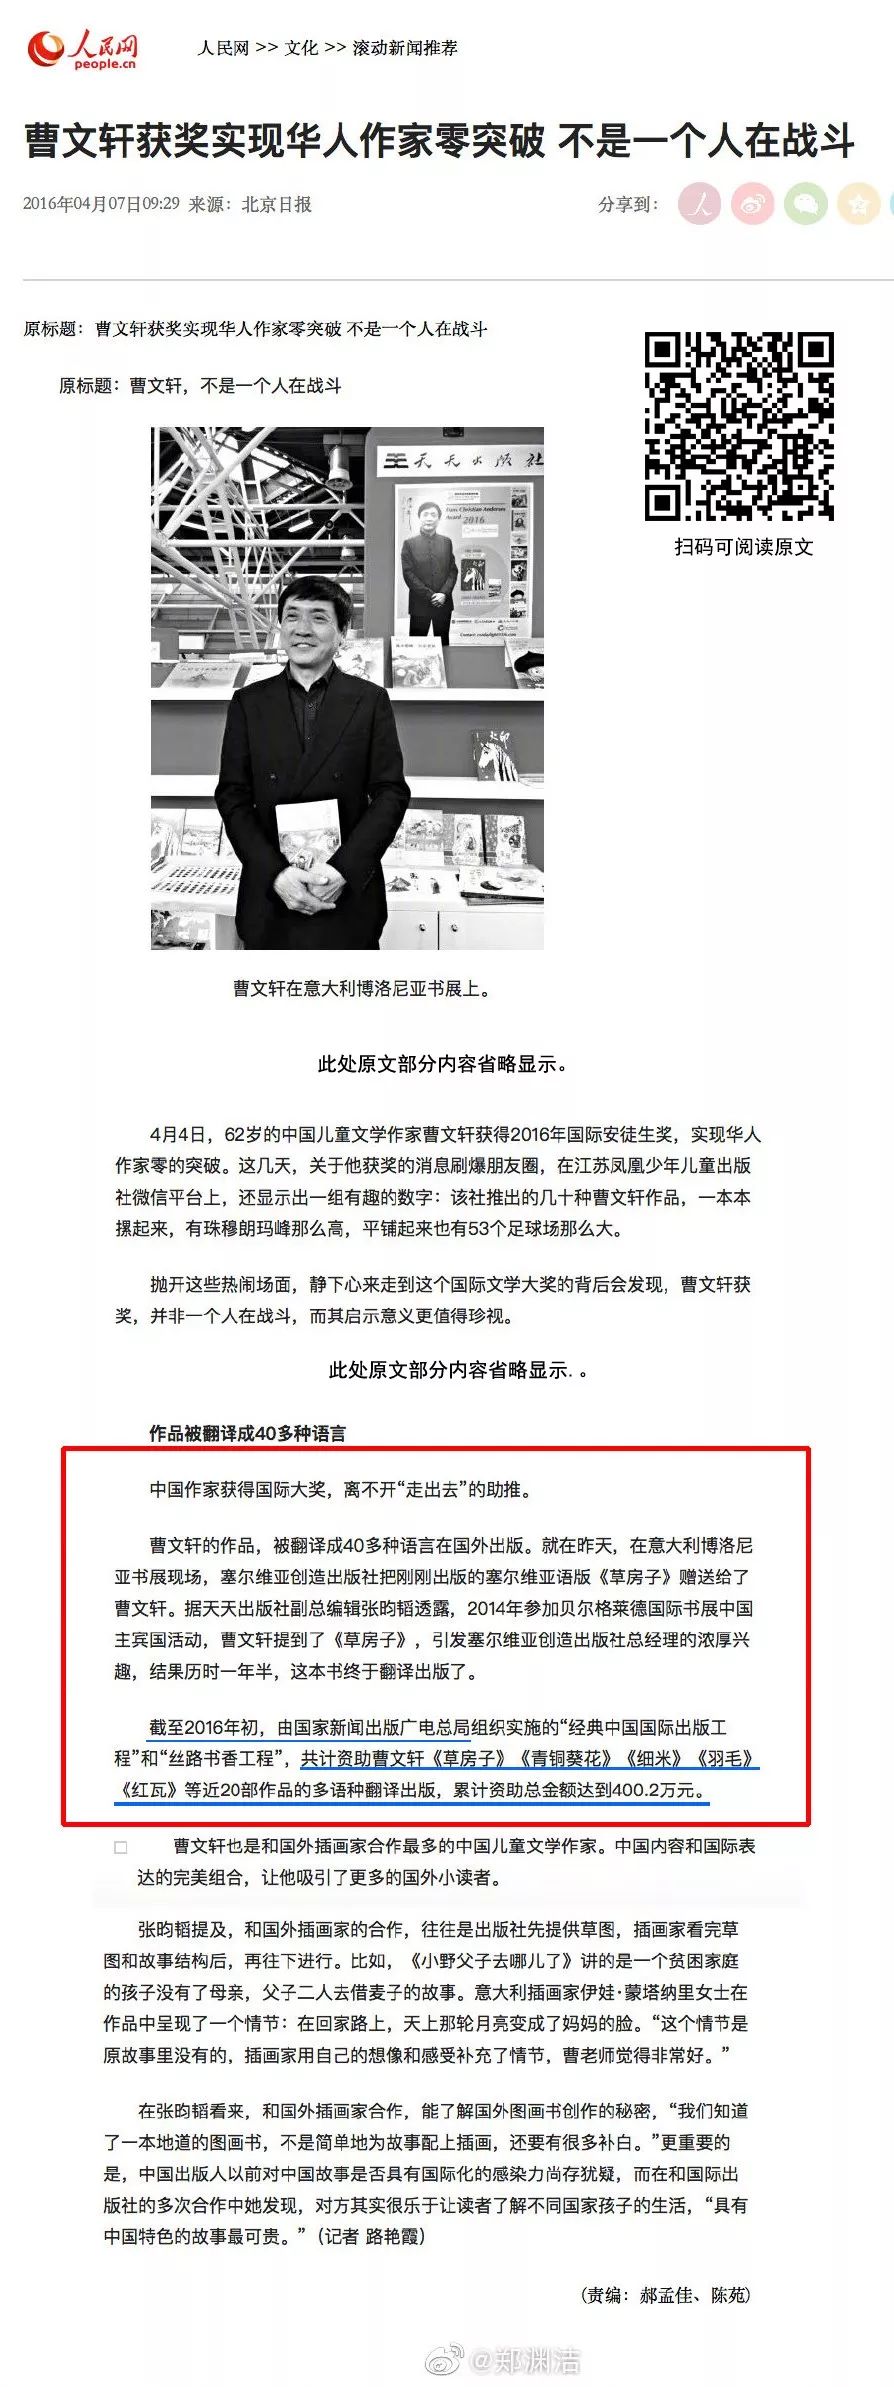 人民网
people.cn
人民网 >> 文化 >> 滚动新闻推荐
曹文轩获奖实现华人作家零突破 不是一个人在战斗
2016年04月07日09:29 来源：北京日报
分享到：
人
原标题：曹文轩获奖实现华人作家零突破 不是一个人在战斗
原标题：曹文轩，不是一个人在战斗
天天出版社
Hans Christian Andersen
Award 2016
火印
扫码可阅读原文
曹文轩在意大利博洛尼亚书展上。
此处原文部分内容省略显示。
4月4日，62岁的中国儿童文学作家曹文轩获得2016年国际安徒生奖，实现华人
作家零的突破。这几天，关于他获奖的消息刷爆朋友圈，在江苏凤凰少年儿童出版
社微信平台上，还显示出一组有趣的数字：该社推出的几十种曹文轩作品，一本本
摞起来，有珠穆朗玛峰那么高，平铺起来也有53个足球场那么大。
抛开这些热闹场面，静下心来走到这个国际文学大奖的背后会发现，曹文轩获
奖，并非一个人在战斗，而其启示意义更值得珍视。
此处原文部分内容省略显示. 。
作品被翻译成40多种语言
中国作家获得国际大奖，离不开“走出去”的助推。
曹文轩的作品，被翻译成40多种语言在国外出版。就在昨天，在意大利博洛尼
亚书展现场，塞尔维亚创造出版社把刚刚出版的塞尔维亚语版《草房子》赠送给了
曹文轩。据天天出版社副总编辑张昀韬透露，2014年参加贝尔格莱德国际书展中国
主宾国活动，曹文轩提到了《草房子》，引发塞尔维亚创造出版社总经理的浓厚兴
趣，结果历时一年半，这本书终于翻译出版了。
截至2016年初，由国家新闻出版广电总局组织实施的“经典中国国际出版工
程”和“丝路书香工程”，共计资助曹文轩《草房子》《青铜葵花》《细米》《羽毛》
《红瓦》等近20部作品的多语种翻译出版，累计资助总金额达到400.2万元。
曹文轩也是和国外插画家合作最多的中国儿童文学作家。中国内容和国际表
达的完美组合，让他吸引了更多的国外小读者。
张昀韬提及，和国外插画家的合作，往往是出版社先提供草图，插画家看完草
图和故事结构后，再往下进行。比如，《小野父子去哪儿了》讲的是一个贫困家庭
的孩子没有了母亲，父子二人去借麦子的故事。意大利插画家伊娃·蒙塔纳里女士在
作品中呈现了一个情节：在回家路上，天上那轮月亮变成了妈妈的脸。“这个情节是
原故事里没有的，插画家用自己的想像和感受补充了情节，曹老师觉得非常好。”
在张昀韬看来，和国外插画家合作，能了解国外图画书创作的秘密，“我们知道
了一本地道的图画书，不是简单地为故事配上插画，还要有很多补白。”更重要的
是，中国出版人以前对中国故事是否具有国际化的感染力尚存犹疑，而在和国际出
版社的多次合作中她发现，对方其实很乐于让读者了解不同国家孩子的生活，“具有
中国特色的故事最可贵。”（记者 路艳霞）
(责编：郝孟佳、陈苑)
@郑渊洁